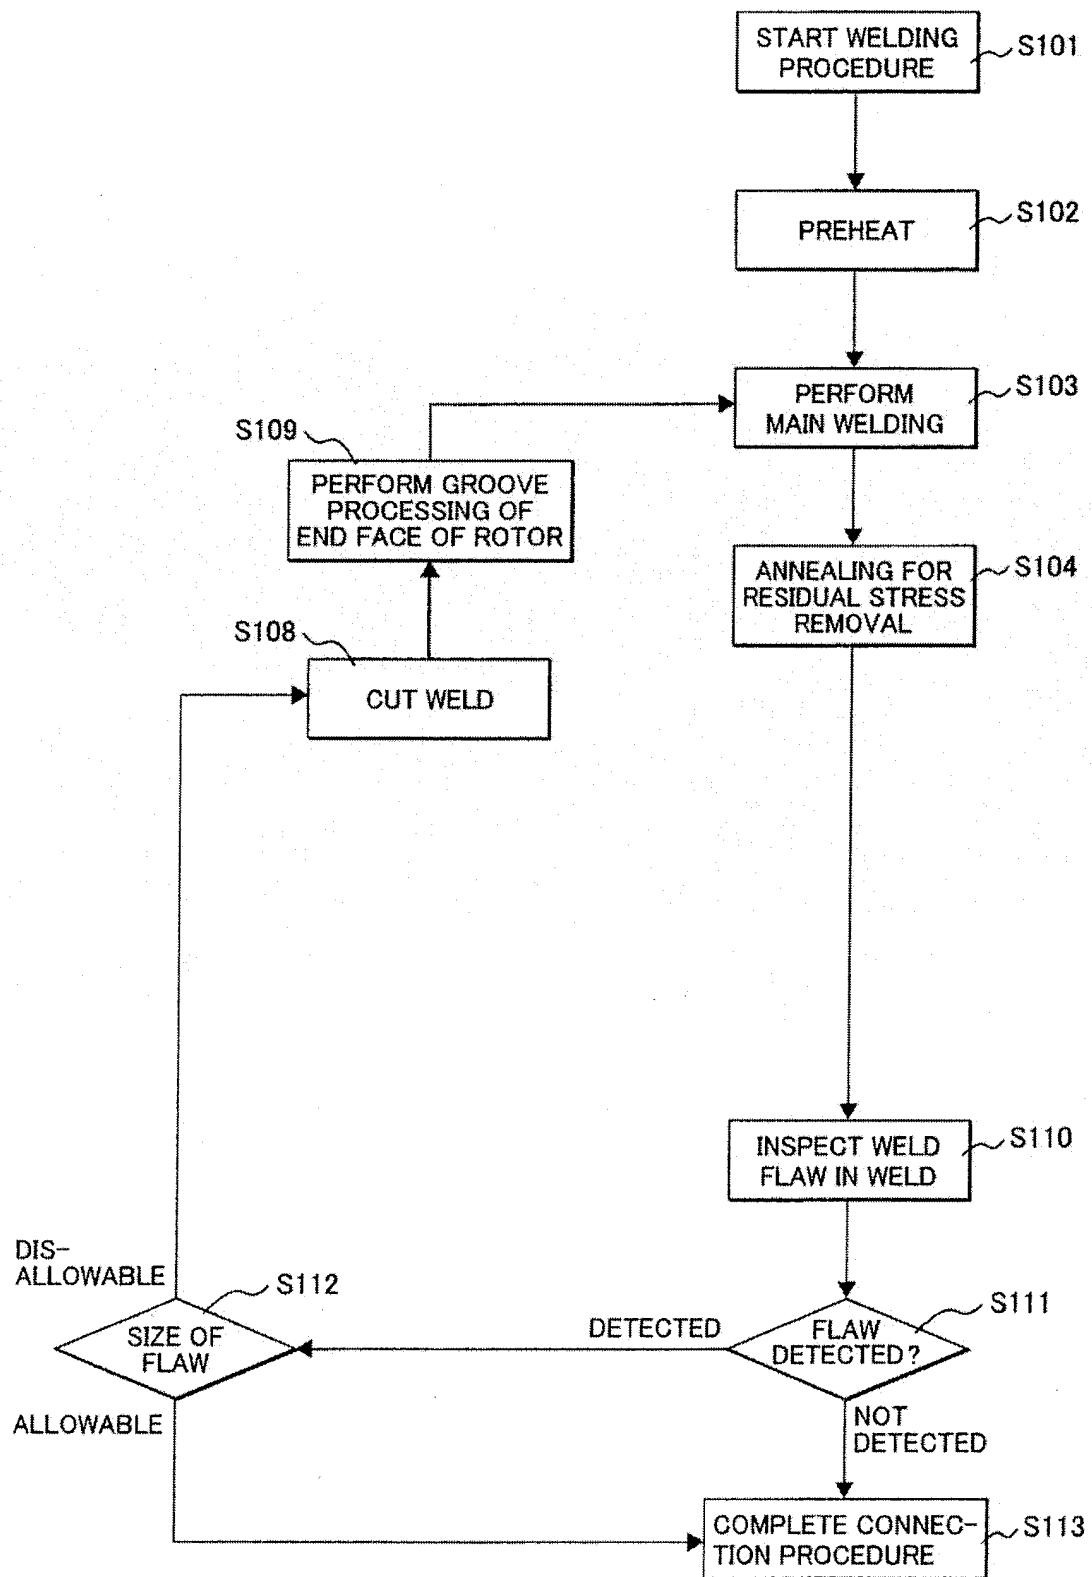 START WELDING
PROCEDURE
S101
PREHEAT
S102
PERFORM
MAIN WELDING
S103
S109
PERFORM GROOVE
PROCESSING OF
END FACE OF ROTOR
ANNEALING FOR
RESIDUAL STRESS
REMOVAL
S104
S108
CUT WELD
INSPECT WELD
FLAW IN WELD
S110
DIS-
ALLOWABLE
S112
SIZE OF
FLAW
DETECTED
S111
FLAW
DETECTED?
ALLOWABLE
NOT
DETECTED
COMPLETE CONNEC-
TION PROCEDURE
S113